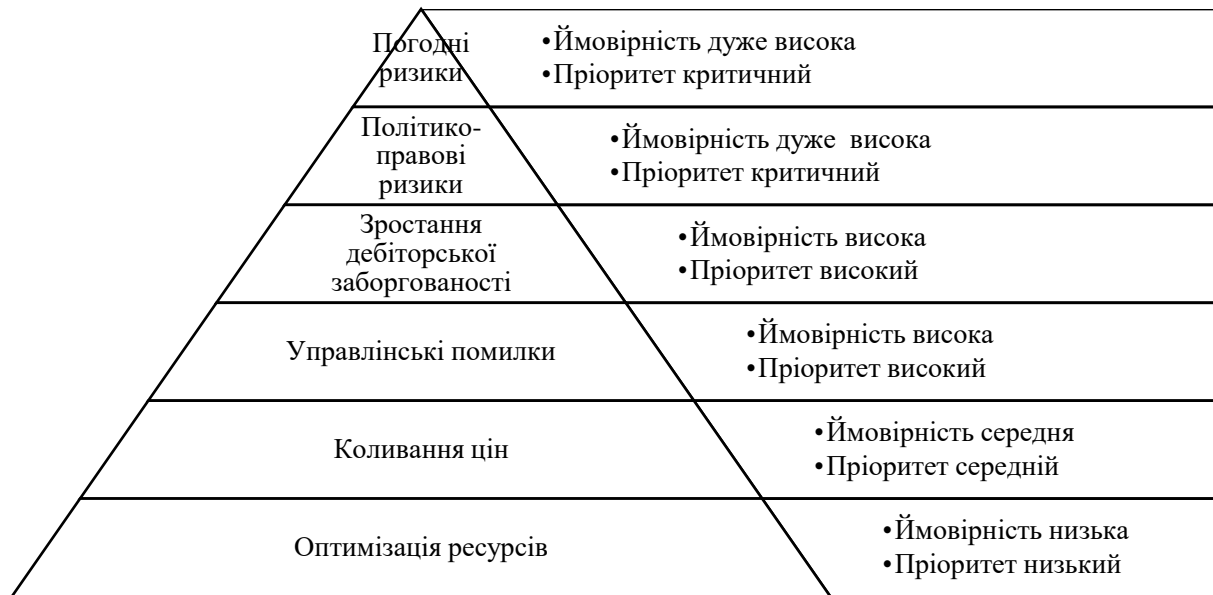 Погодні
ризики
•Ймовірність дуже висока
•Пріоритет критичний
Політико-
правові
ризики
•Ймовірність дуже  висока
•Пріоритет критичний
Зростання
дебіторської
заборгованості
•Ймовірність висока
•Пріоритет високий
Управлінські помилки
•Ймовірність висока
•Пріоритет високий
Коливання цін
•Ймовірність середня
•Пріоритет середній
Оптимізація ресурсів
•Ймовірність низька
•Пріоритет низький